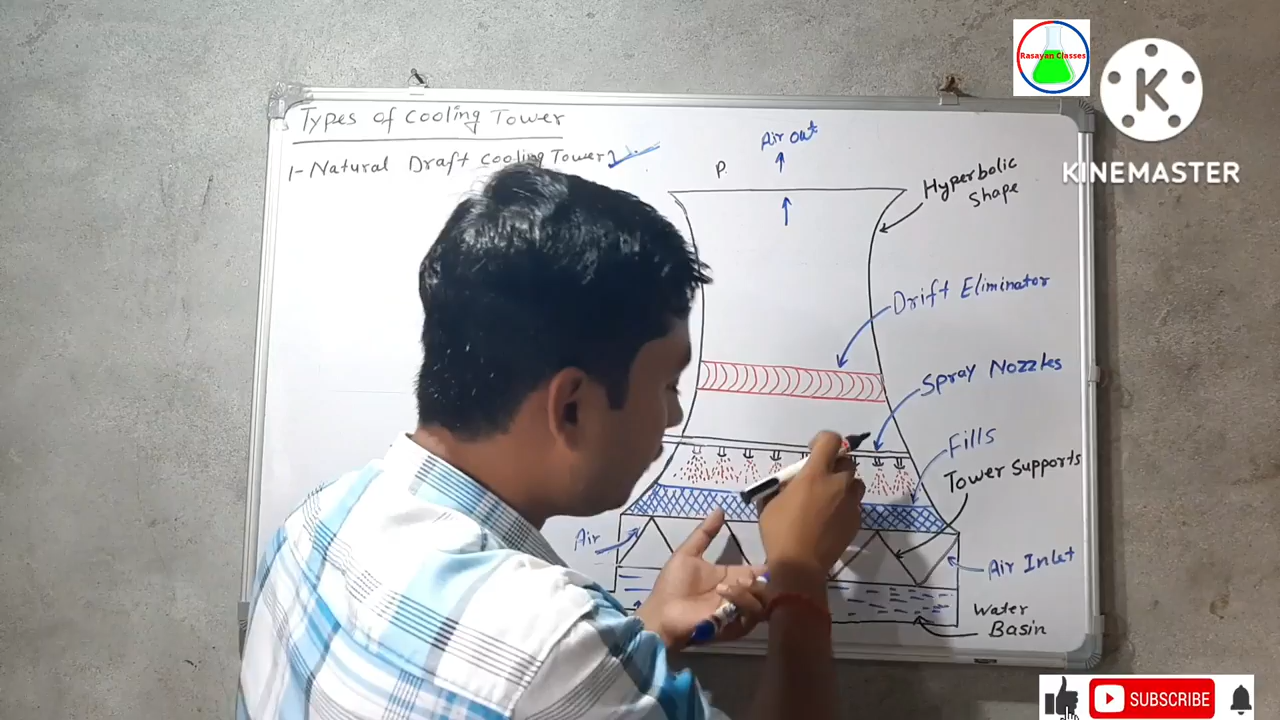 Types of Cooling Tower
1- Natural Draft Cooling Tower
P.
Air out
Hyperbolic
Shape
Drift Eliminator
Spray Nozzles
Fills
Tower Supports
Air
Air Inlet
Water
Basin
Rasayan Classes
K
KINEMASTER
SUBSCRIBE